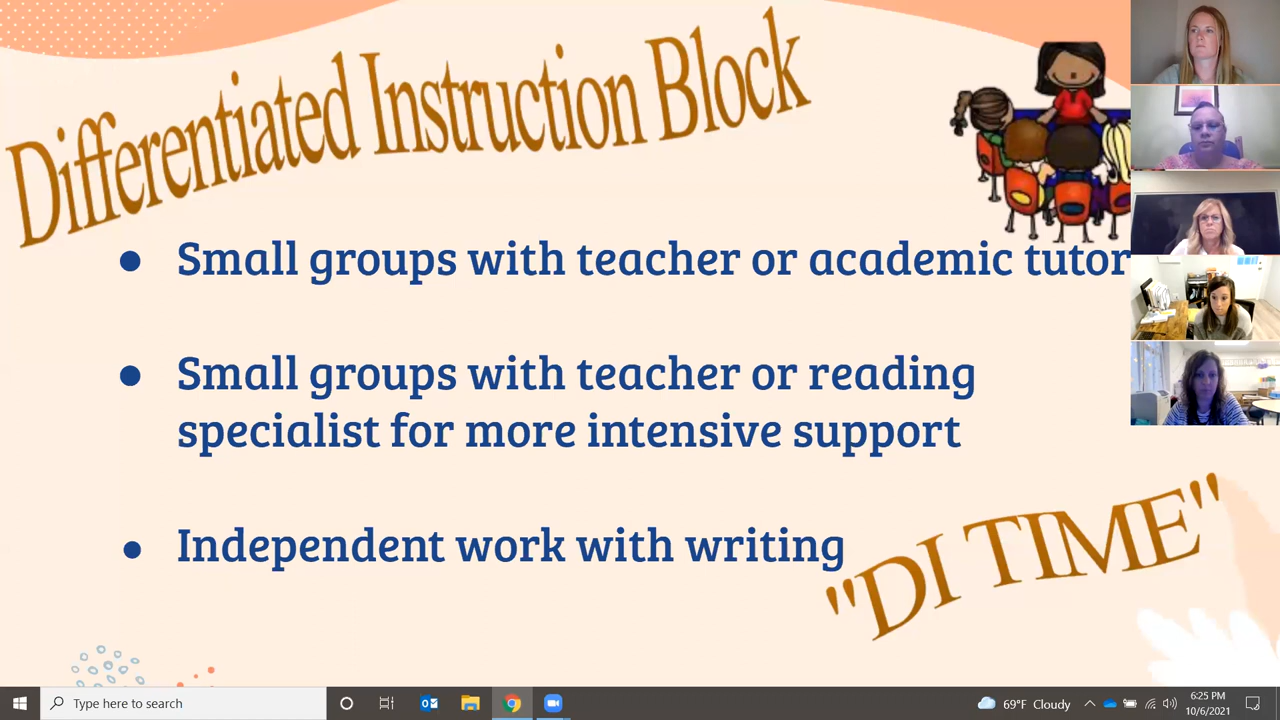 Differentiated Instruction Block
● Small groups with teacher or academic tutor
● Small groups with teacher or reading
specialist for more intensive support
● Independent work with writing
"DI TIME"
Type here to search
69°F Cloudy
6:25 PM
10/6/2021